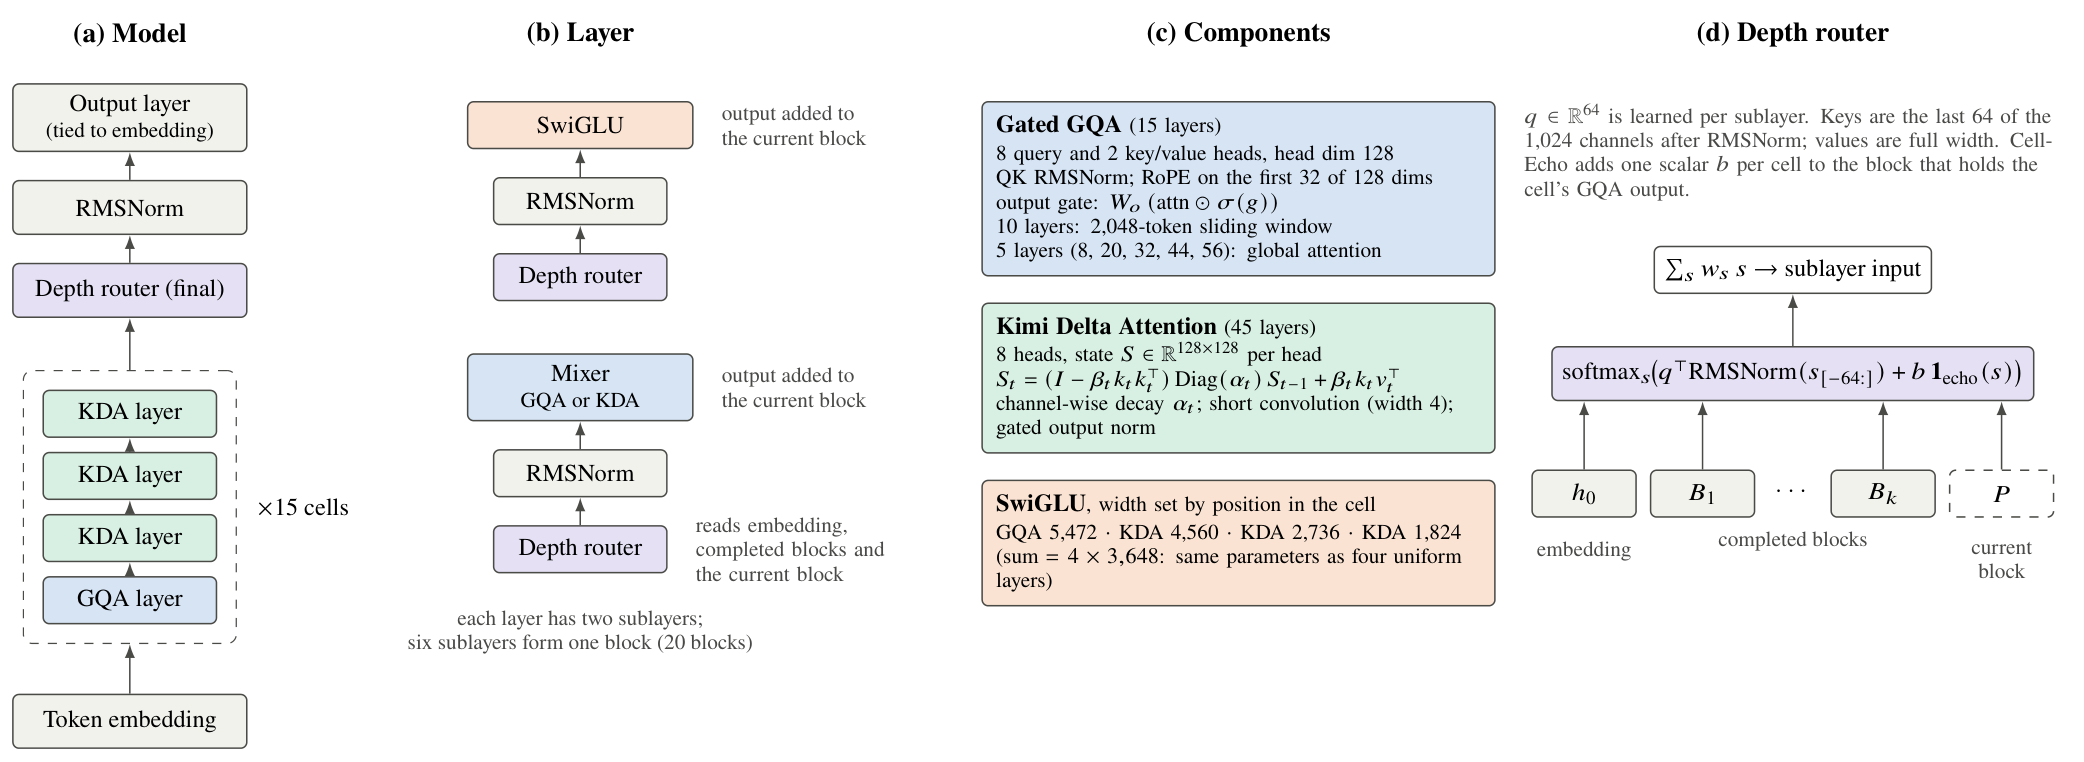 (a) Model
Output layer
(tied to embedding)
RMSNorm
Depth router (final)
KDA layer
KDA layer
KDA layer
GQA layer
×15 cells
Token embedding
(b) Layer
SwiGLU
output added to
the current block
RMSNorm
Depth router
Mixer
GQA or KDA
output added to
the current block
RMSNorm
Depth router
reads embedding,
completed blocks and
the current block
each layer has two sublayers;
six sublayers form one block (20 blocks)
(c) Components
Gated GQA (15 layers)
8 query and 2 key/value heads, head dim 128
QK RMSNorm; RoPE on the first 32 of 128 dims
output gate: Wₒ (attn ⊙ σ(g))
10 layers: 2,048-token sliding window
5 layers (8, 20, 32, 44, 56): global attention
Kimi Delta Attention (45 layers)
8 heads, state S ∈ ℝ^{128×128} per head
S_t = (I − β_t k_t k_t^⊤) Diag(α_t) S_{t−1} + β_t k_t v_t^⊤
channel-wise decay α_t; short convolution (width 4);
gated output norm
SwiGLU, width set by position in the cell
GQA 5,472 · KDA 4,560 · KDA 2,736 · KDA 1,824
(sum = 4 × 3,648: same parameters as four uniform
layers)
(d) Depth router
q ∈ ℝ^{64} is learned per sublayer. Keys are the last 64 of the
1,024 channels after RMSNorm; values are full width. Cell-
Echo adds one scalar b per cell to the block that holds the
cell's GQA output.
∑_s w_s s → sublayer input
softmax_s(q^⊤RMSNorm(s_{[−64:]}) + b 1_{echo}(s))
h_0
B_1
· · ·
B_k
P
embedding
completed blocks
current
block